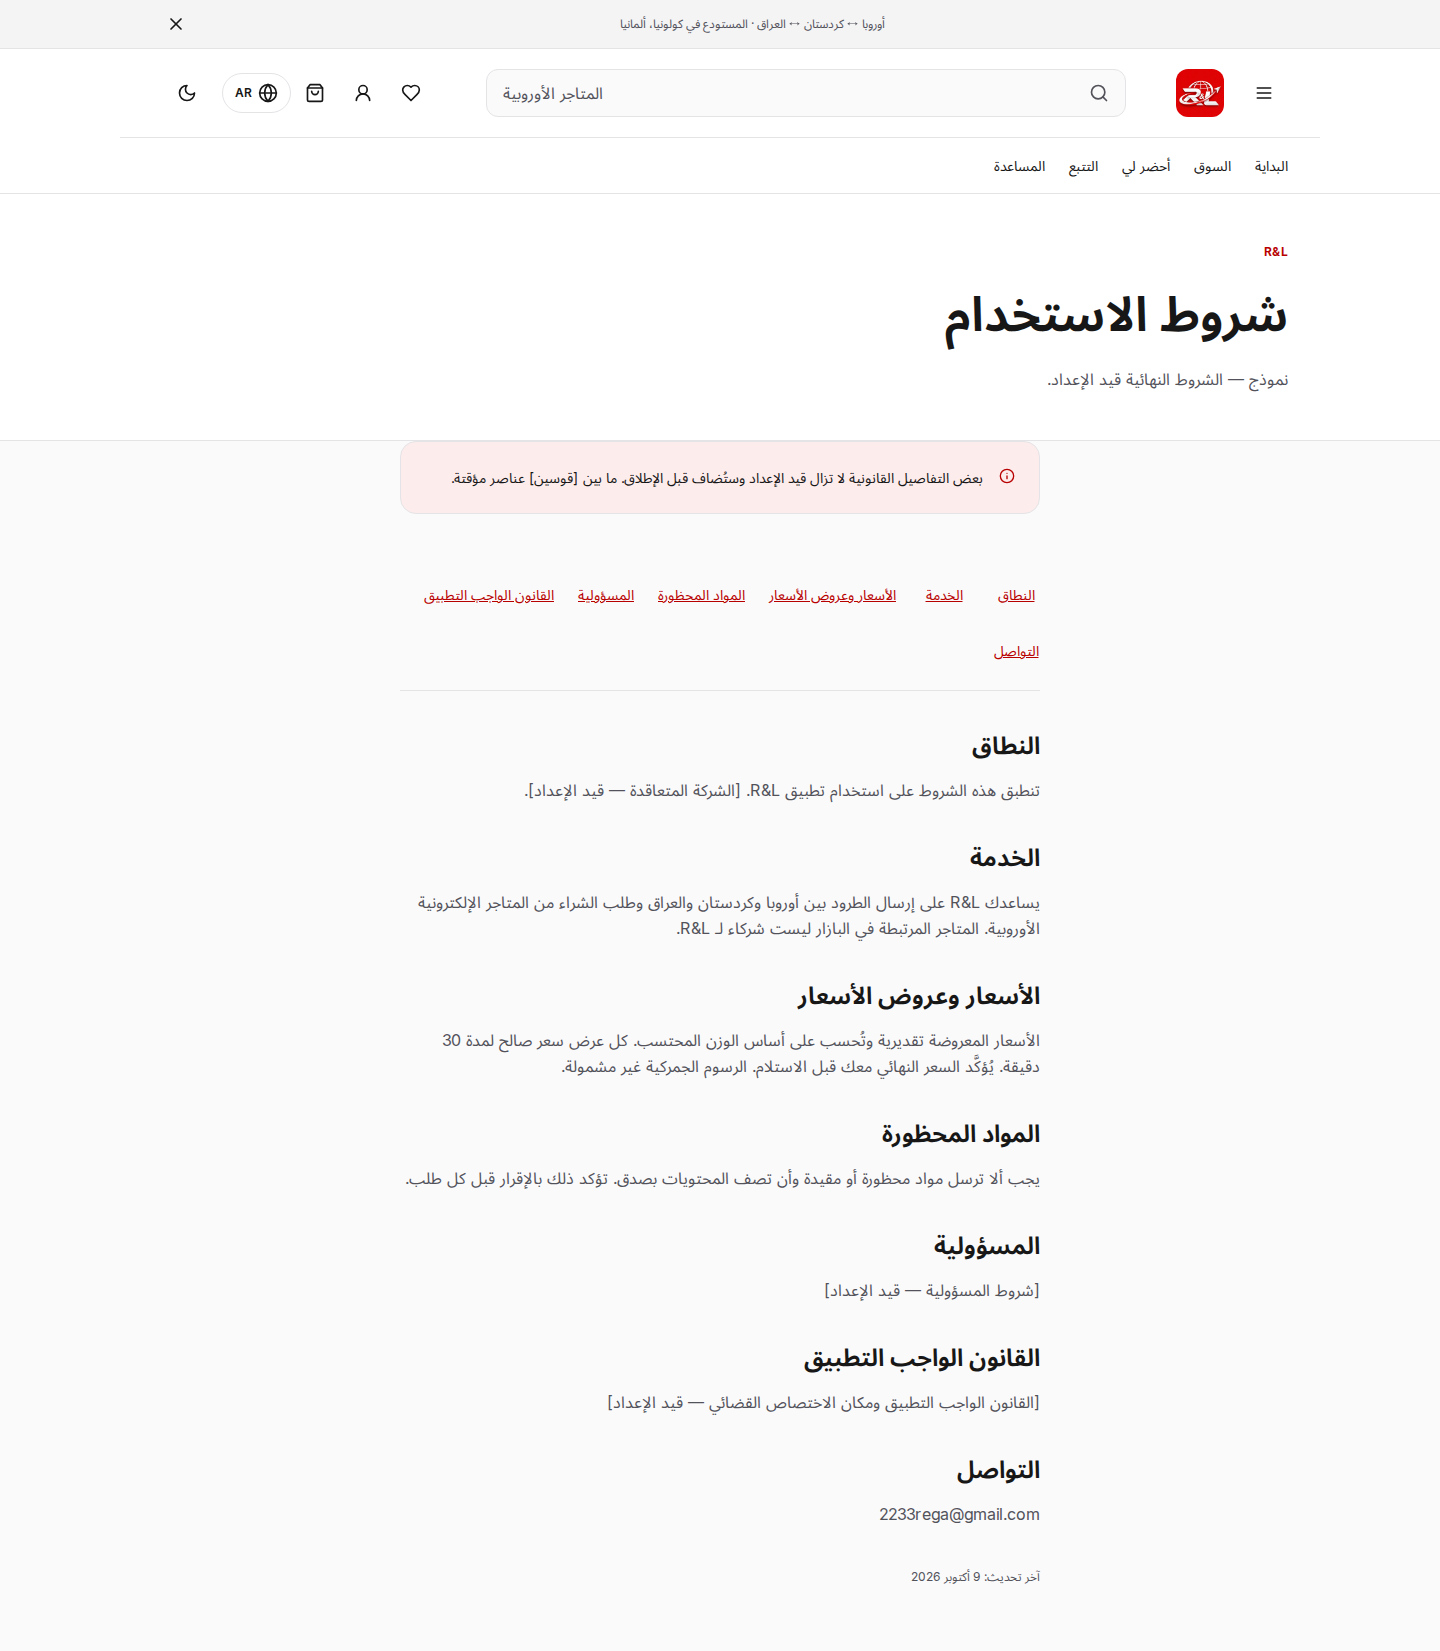 أوروبا ↔ كردستان ↔ العراق · المستودع في كولونيا، ألمانيا
R&L
المتاجر الأوروبية
AR
البداية
السوق
أحضر لي
التتبع
المساعدة
R&L
شروط الاستخدام
نموذج — الشروط النهائية قيد الإعداد.
بعض التفاصيل القانونية لا تزال قيد الإعداد وستُضاف قبل الإطلاق. ما بين [قوسين] عناصر مؤقتة.
النطاق
الخدمة
الأسعار وعروض الأسعار
المواد المحظورة
المسؤولية
القانون الواجب التطبيق
التواصل
النطاق
تنطبق هذه الشروط على استخدام تطبيق R&L. [الشركة المتعاقدة — قيد الإعداد].
الخدمة
يساعدك R&L على إرسال الطرود بين أوروبا وكردستان والعراق وطلب الشراء من المتاجر الإلكترونية
الأوروبية. المتاجر المرتبطة في البازار ليست شركاء لـ R&L.
الأسعار وعروض الأسعار
الأسعار المعروضة تقديرية وتُحسب على أساس الوزن المحتسب. كل عرض سعر صالح لمدة 30
دقيقة. يُؤكَّد السعر النهائي معك قبل الاستلام. الرسوم الجمركية غير مشمولة.
المواد المحظورة
يجب ألا ترسل مواد محظورة أو مقيدة وأن تصف المحتويات بصدق. تؤكد ذلك بالإقرار قبل كل طلب.
المسؤولية
[شروط المسؤولية — قيد الإعداد]
القانون الواجب التطبيق
[القانون الواجب التطبيق ومكان الاختصاص القضائي — قيد الإعداد]
التواصل
2233rega@gmail.com
آخر تحديث: 9 أكتوبر 2026